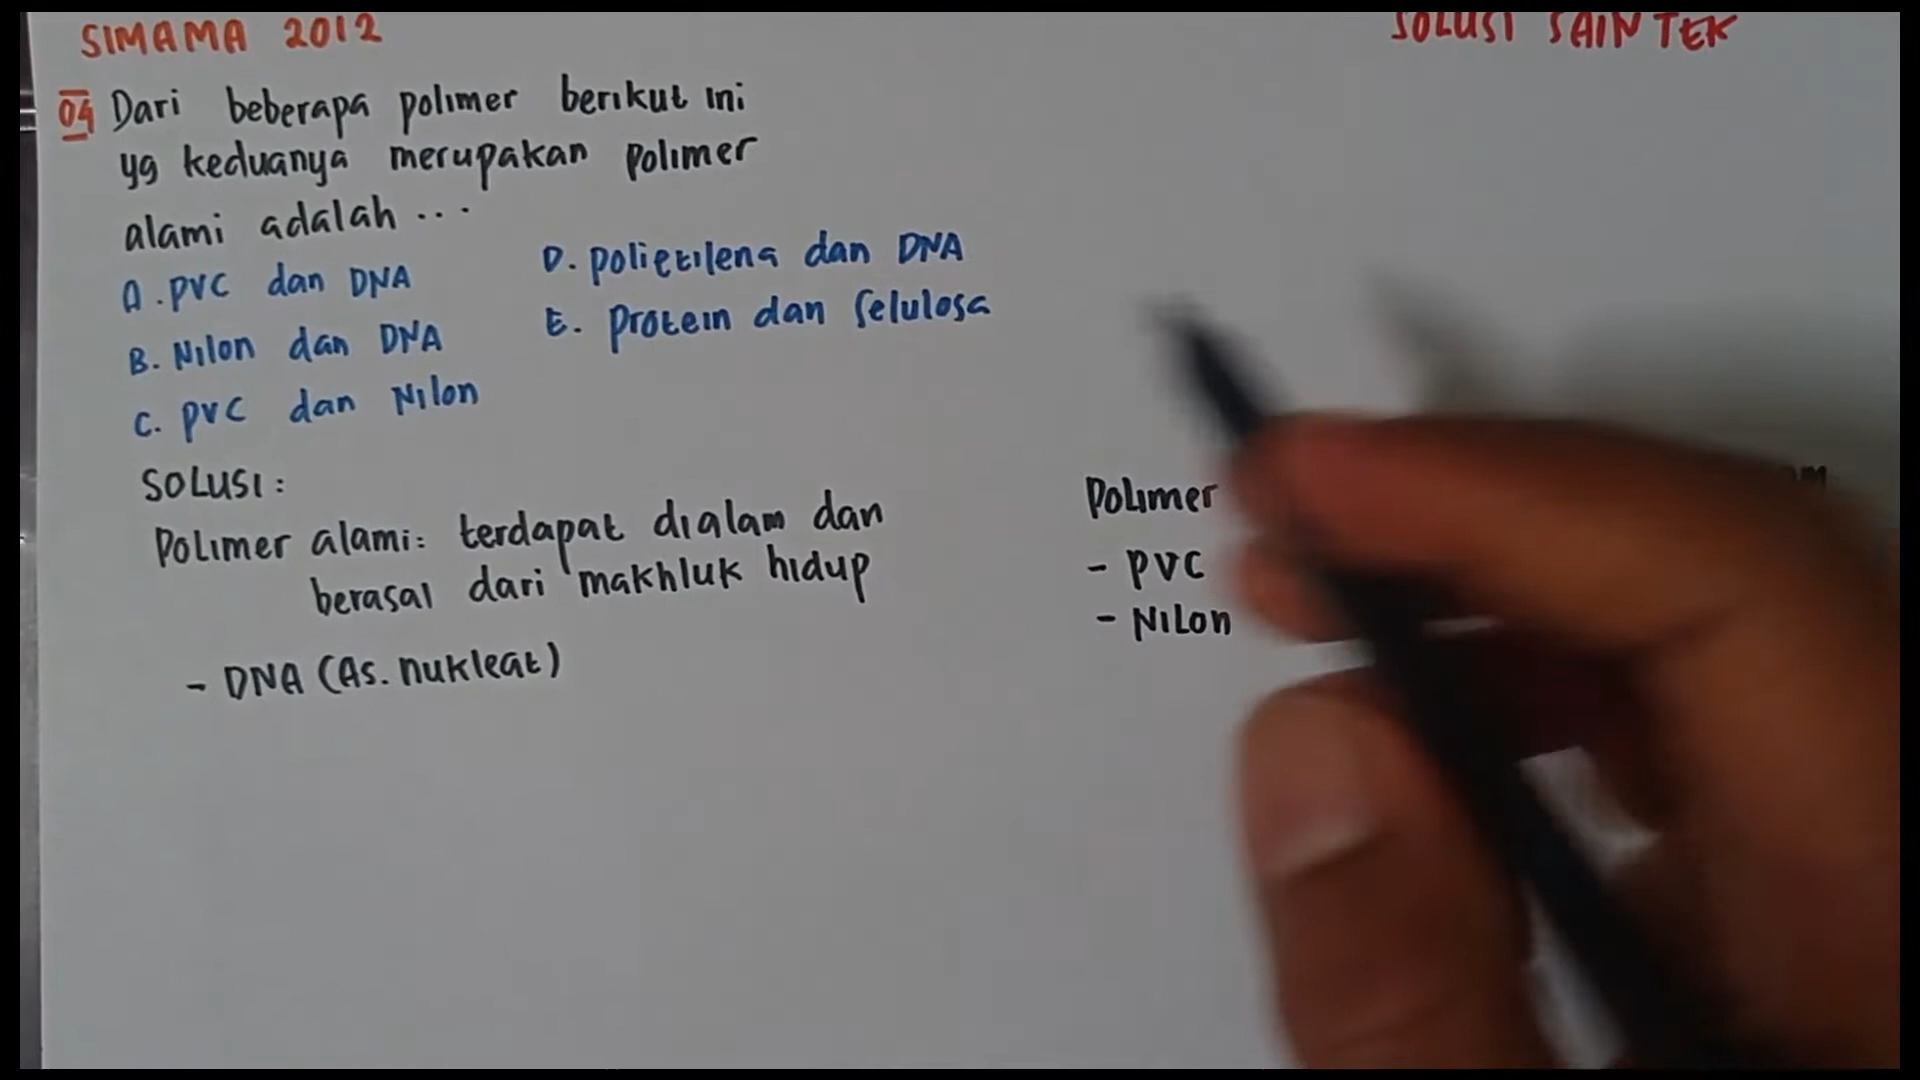 SIMAMA 2012
SOLUSI SAINTEK
04 Dari beberapa polimer berikut ini
yg keduanya merupakan polimer
alami adalah ...
A. PVC dan DNA
B. Nilon dan DNA
C. PVC dan Nilon
D. polietilena dan DNA
E. Protein dan Selulosa
SOLUSI:
Polimer alami: terdapat dialam dan
berasal dari makhluk hidup
- DNA (As. nukleat)
Polimer
- PVC
- Nilon